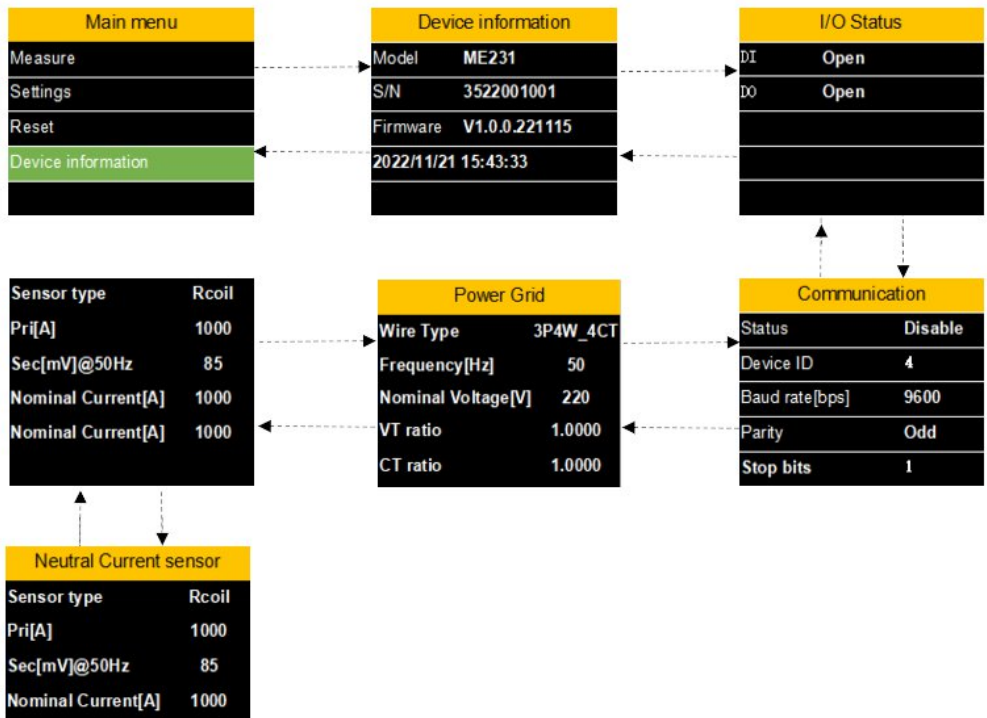 Main menu
Measure
Settings
Reset
Device information
Device information
Model ME231
S/N 3522001001
Firmware V1.0.0.221115
2022/11/21 15:43:33
I/O Status
DI Open
DO Open
Sensor type Rcoil
Pri[A] 1000
Sec[mV]@50Hz 85
Nominal Current[A] 1000
Nominal Current[A] 1000
Power Grid
Wire Type 3P4W_4CT
Frequency[Hz] 50
Nominal Voltage[V] 220
VT ratio 1.0000
CT ratio 1.0000
Communication
Status Disable
Device ID 4
Baud rate[bps] 9600
Parity Odd
Stop bits 1
Neutral Current sensor
Sensor type Rcoil
Pri[A] 1000
Sec[mV]@50Hz 85
Nominal Current[A] 1000